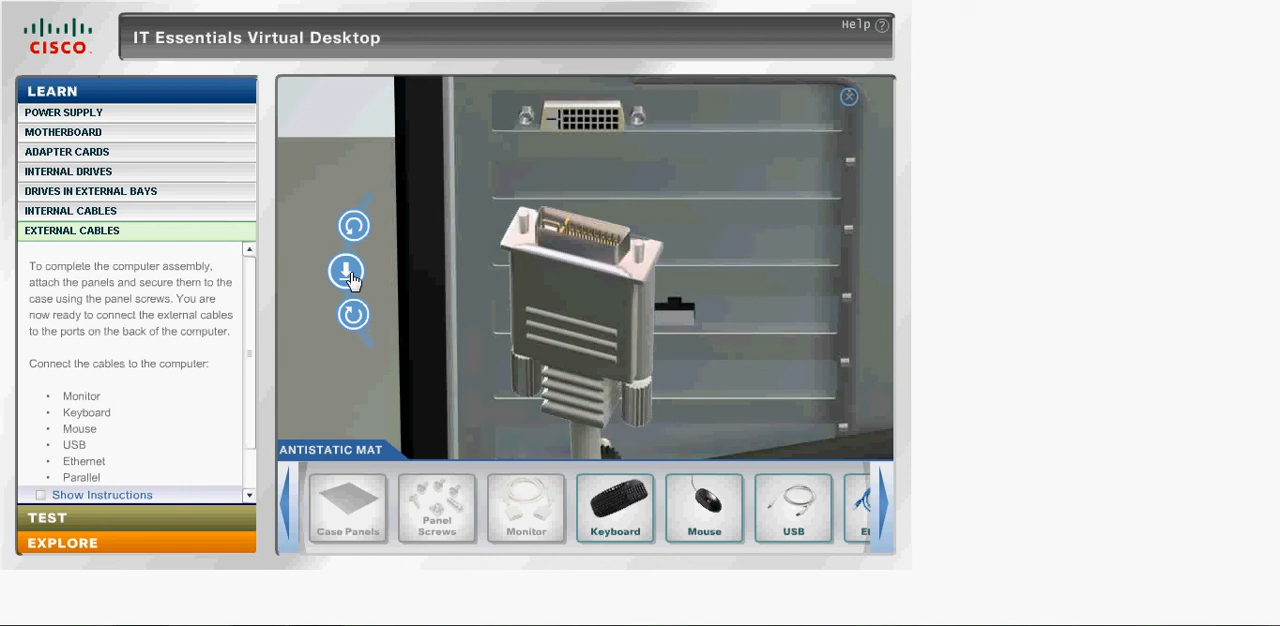 CISCO
IT Essentials Virtual Desktop
Help ?
LEARN
POWER SUPPLY
MOTHERBOARD
ADAPTER CARDS
INTERNAL DRIVES
DRIVES IN EXTERNAL BAYS
INTERNAL CABLES
EXTERNAL CABLES
To complete the computer assembly,
attach the panels and secure them to the
case using the panel screws. You are
now ready to connect the external cables
to the ports on the back of the computer.
Connect the cables to the computer:
• Monitor
• Keyboard
• Mouse
• USB
• Ethernet
• Parallel
Show Instructions
TEST
EXPLORE
ANTISTATIC MAT
Case Panels
Panel
Screws
Monitor
Keyboard
Mouse
USB